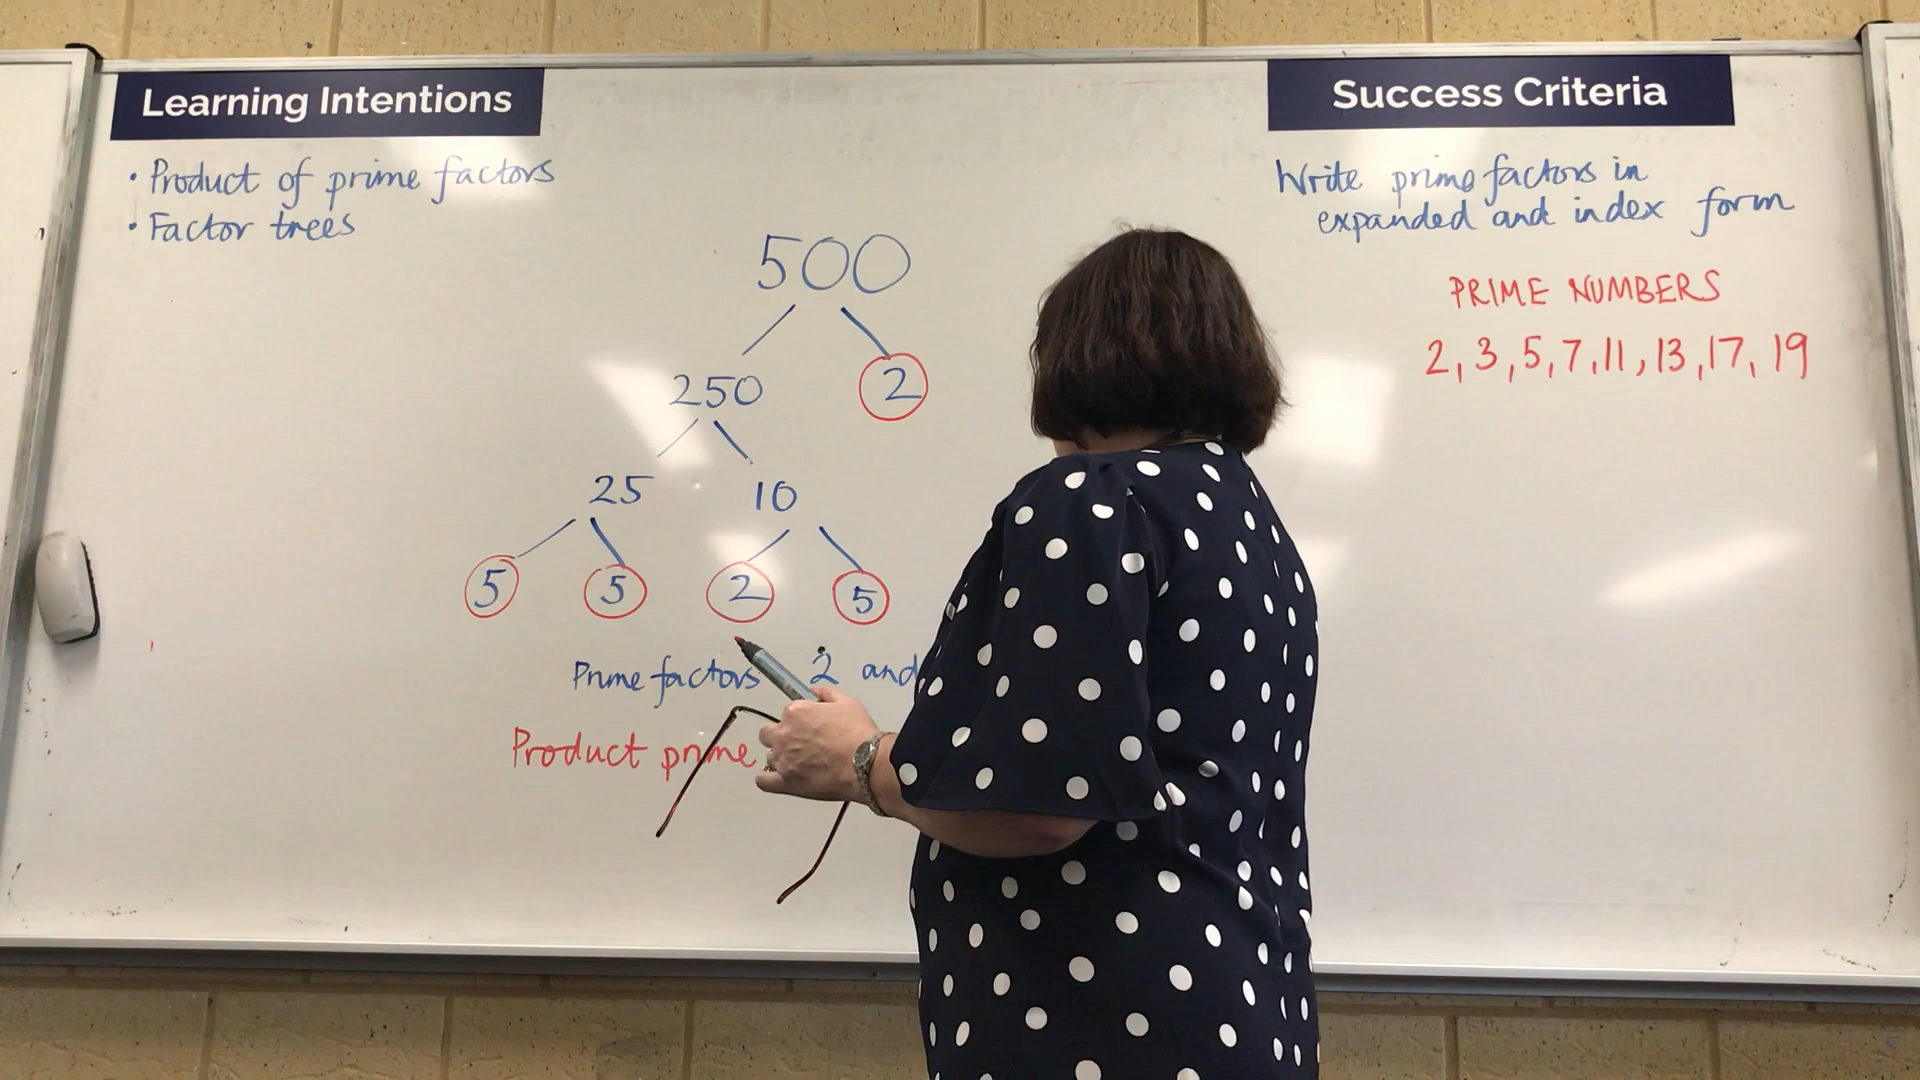 Learning Intentions
• Product of prime factors
• Factor trees
Success Criteria
Write prime factors in
expanded and index form
PRIME NUMBERS
2, 3, 5, 7, 11, 13, 17, 19
500
250 2
25 10
5 5 2 5
Prime factors 2 and
Product prime